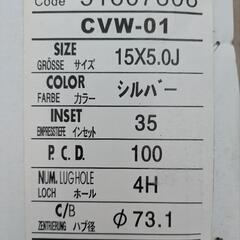 Code
CVW-01
SIZE
GRÖSSE サイズ 15X5.0J
COLOR
FARBE カラー シルバー
INSET
EMPRESSTIEFE インセット 35
P.C.D. 100
NUM. LUGHOLE
LOCH ホール 4H
C/B
ZENTRIERUNG ハブ径 φ73.1